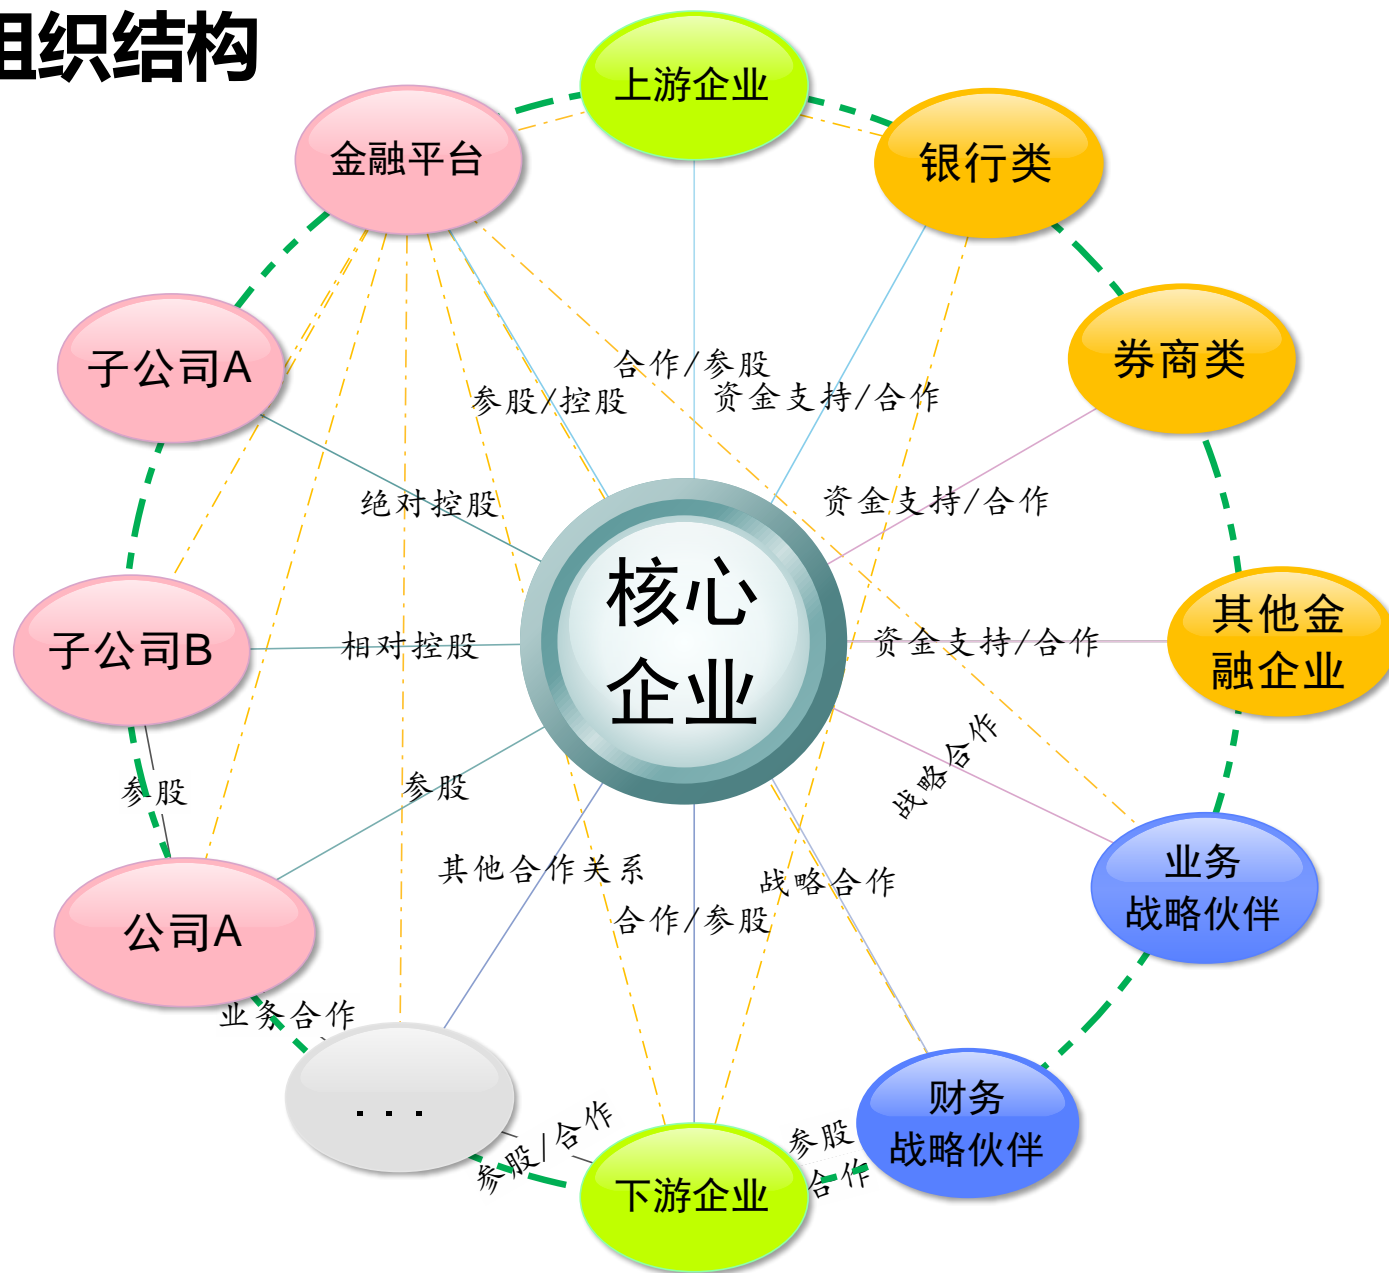 组织结构
上游企业
金融平台
银行类
子公司A
券商类
合作/参股
参股/控股
资金支持/合作
绝对控股
资金支持/合作
核心
企业
其他金
融企业
子公司B
相对控股
资金支持/合作
战略合作
参股
参股
业务
战略伙伴
其他合作关系
战略合作
合作/参股
公司A
业务合作
...
财务
战略伙伴
参股/合作
参股
合作
下游企业